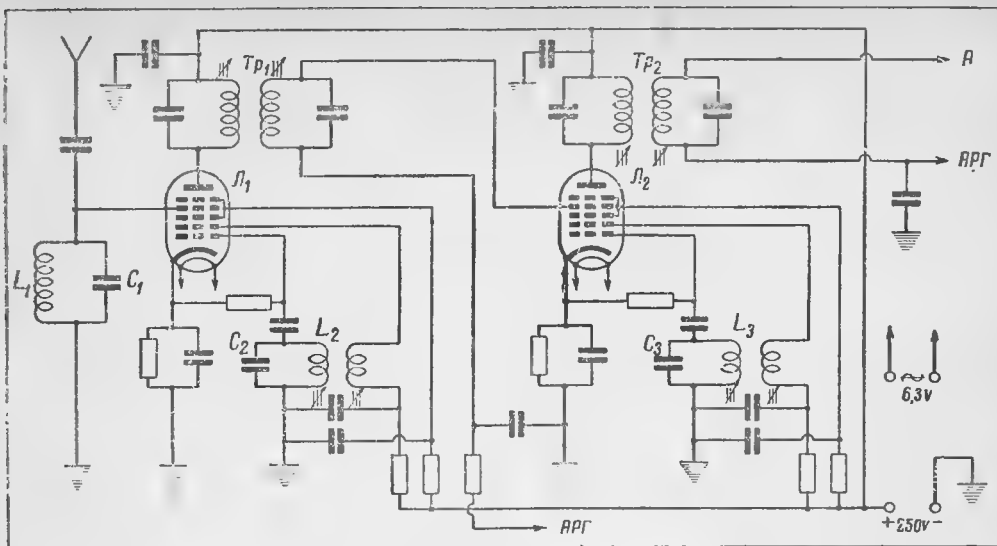 Тр₁
Тр₂
А
АРГ
Л₁
Л₂
L₁
C₁
L₂
C₂
L₃
C₃
6,3v
+ 250v -
АРГ